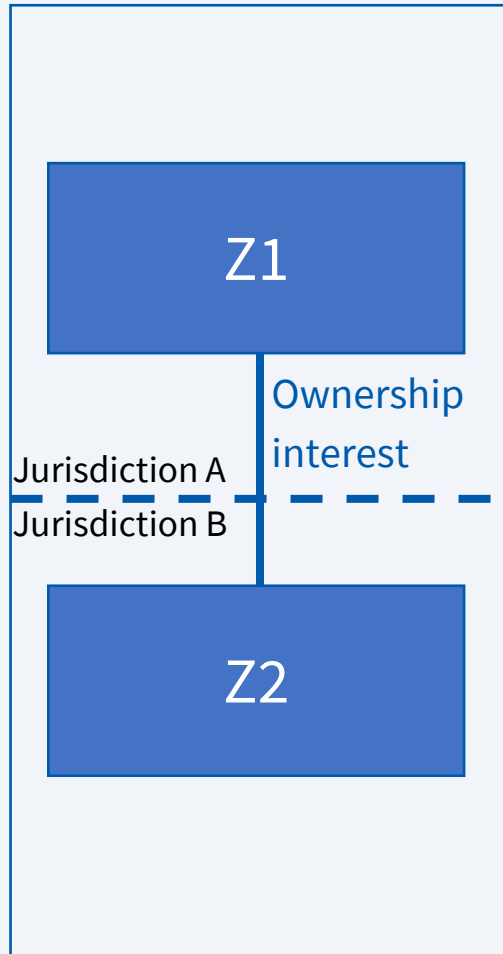 Z1
Ownership
interest
Jurisdiction A
Jurisdiction B
Z2